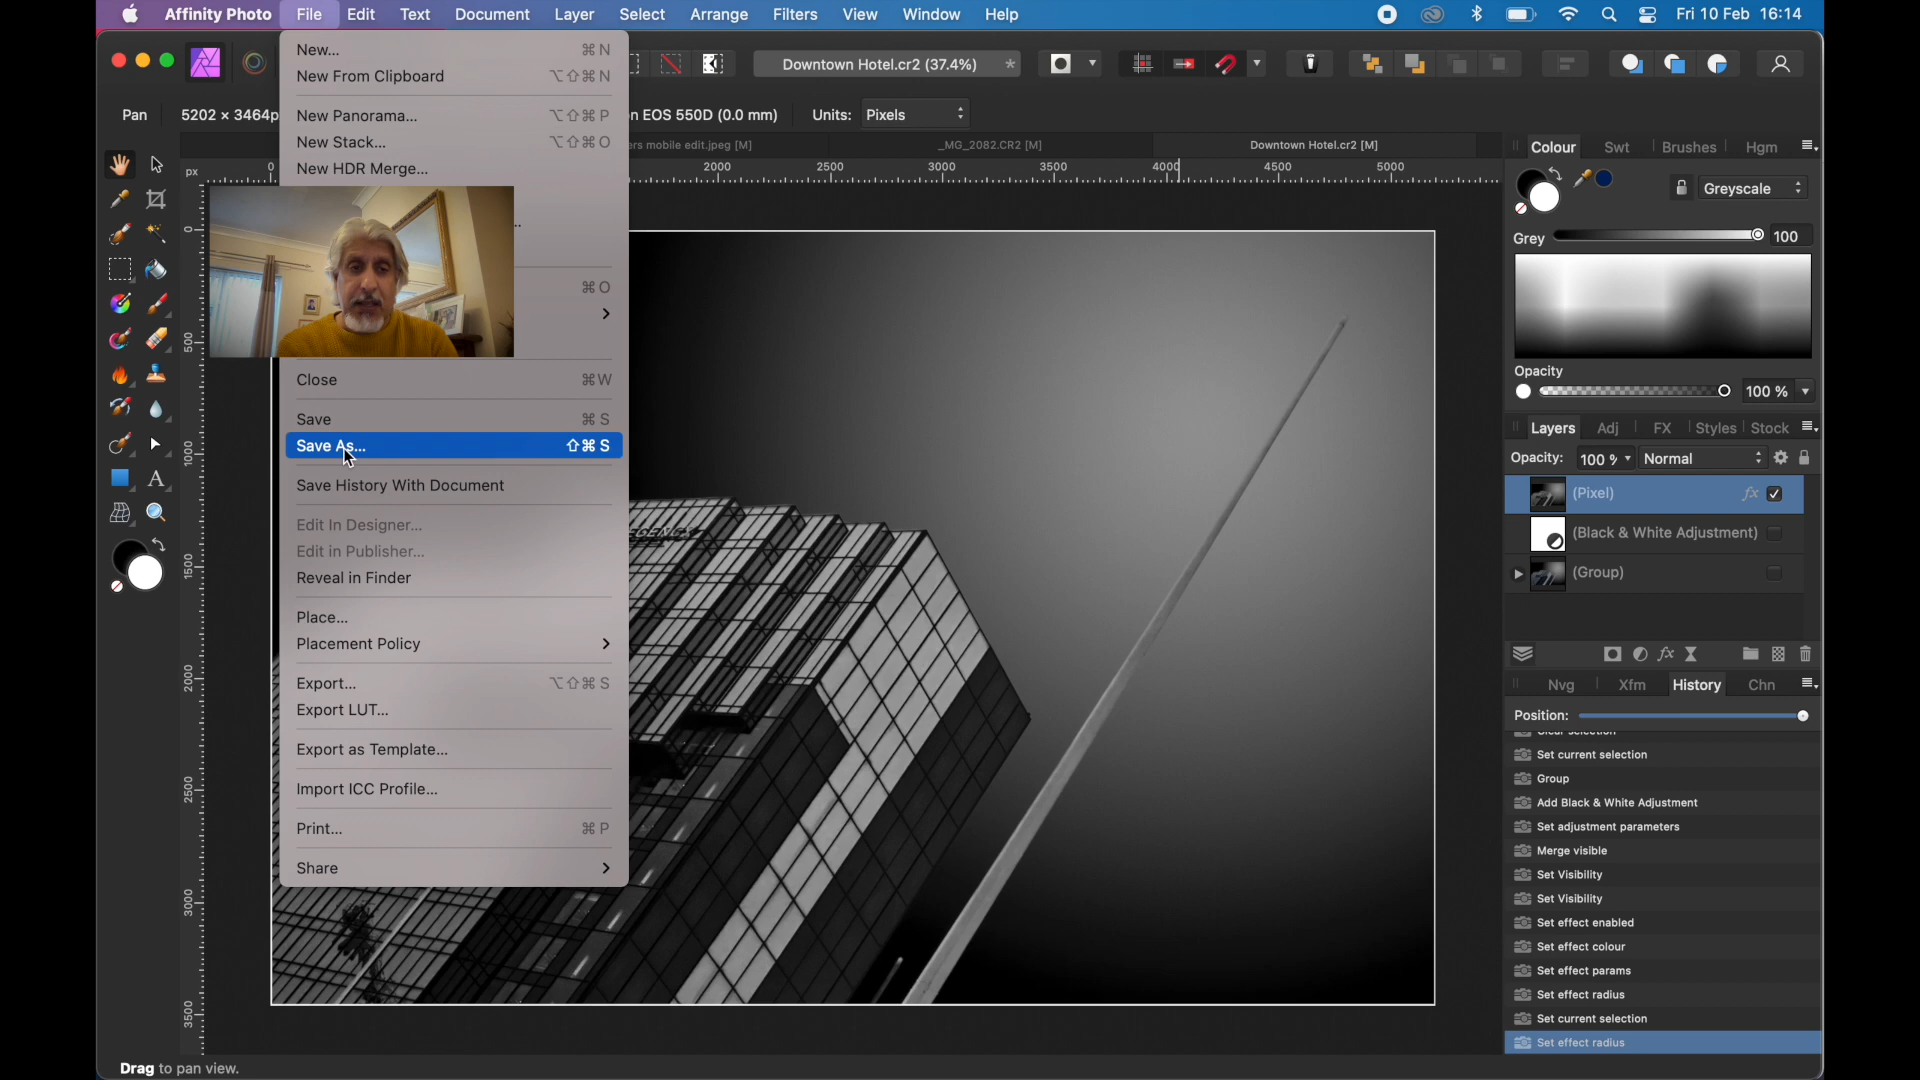 Affinity Photo File Edit Text Document Layer Select Arrange Filters View Window Help Fri 10 Feb 16:14
New... ⌘ N
New From Clipboard ⌥⇧⌘ N
New Panorama... ⌥⇧⌘ P
New Stack... ⌥⇧⌘ O
New HDR Merge...
⌘ O
Close ⌘W
Save ⌘ S
Save As... ⇧⌘ S
Save History With Document
Edit In Designer...
Edit in Publisher...
Reveal in Finder
Place...
Placement Policy
Export... ⌥⇧⌘ S
Export LUT...
Export as Template...
Import ICC Profile...
Print... ⌘ P
Share
Downtown Hotel.cr2 (37.4%) *
Pan 5202 × 3464p n EOS 550D (0.0 mm) Units: Pixels
ers mobile edit.jpeg [M] _MG_2082.CR2 [M] Downtown Hotel.cr2 [M]
px 0 2000 2500 3000 3500 4000 4500 5000
0
500
1000
1500
2000
2500
3000
3500
Colour Swt Brushes Hgm
Greyscale
Grey 100
Opacity
100 %
Layers Adj FX Styles Stock
Opacity: 100 % Normal
(Pixel)
(Black & White Adjustment)
(Group)
Nvg Xfm History Chn
Position:
Clear selection
Set current selection
Group
Add Black & White Adjustment
Set adjustment parameters
Merge visible
Set Visibility
Set Visibility
Set effect enabled
Set effect colour
Set effect params
Set effect radius
Set current selection
Set effect radius
Drag to pan view.